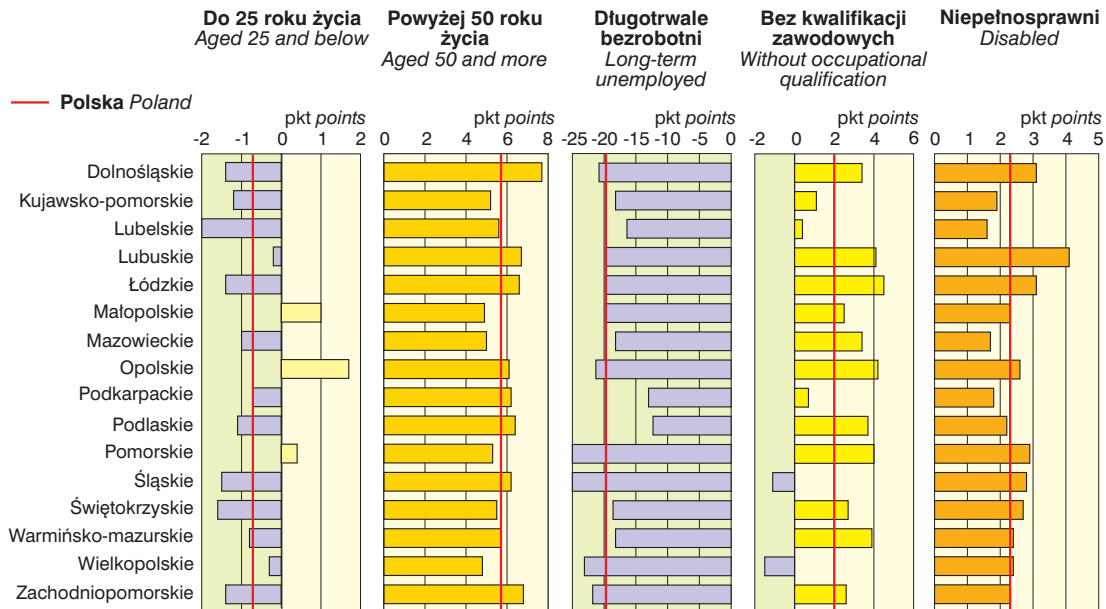 Do 25 roku życia
Aged 25 and below
Powyżej 50 roku
życia
Aged 50 and more
Długotrwale
bezrobotni
Long-term
unemployed
Bez kwalifikacji
zawodowych
Without occupational
qualification
Niepełnosprawni
Disabled
Polska Poland
pkt points
-2 -1 0 1 2
pkt points
0 2 4 6 8
pkt points
-25 -20 -15 -10 -5 0
pkt points
-2 0 2 4 6
pkt points
0 1 2 3 4 5
Dolnośląskie
Kujawsko-pomorskie
Lubelskie
Lubuskie
Łódzkie
Małopolskie
Mazowieckie
Opolskie
Podkarpackie
Podlaskie
Pomorskie
Śląskie
Świętokrzyskie
Warmińsko-mazurskie
Wielkopolskie
Zachodniopomorskie